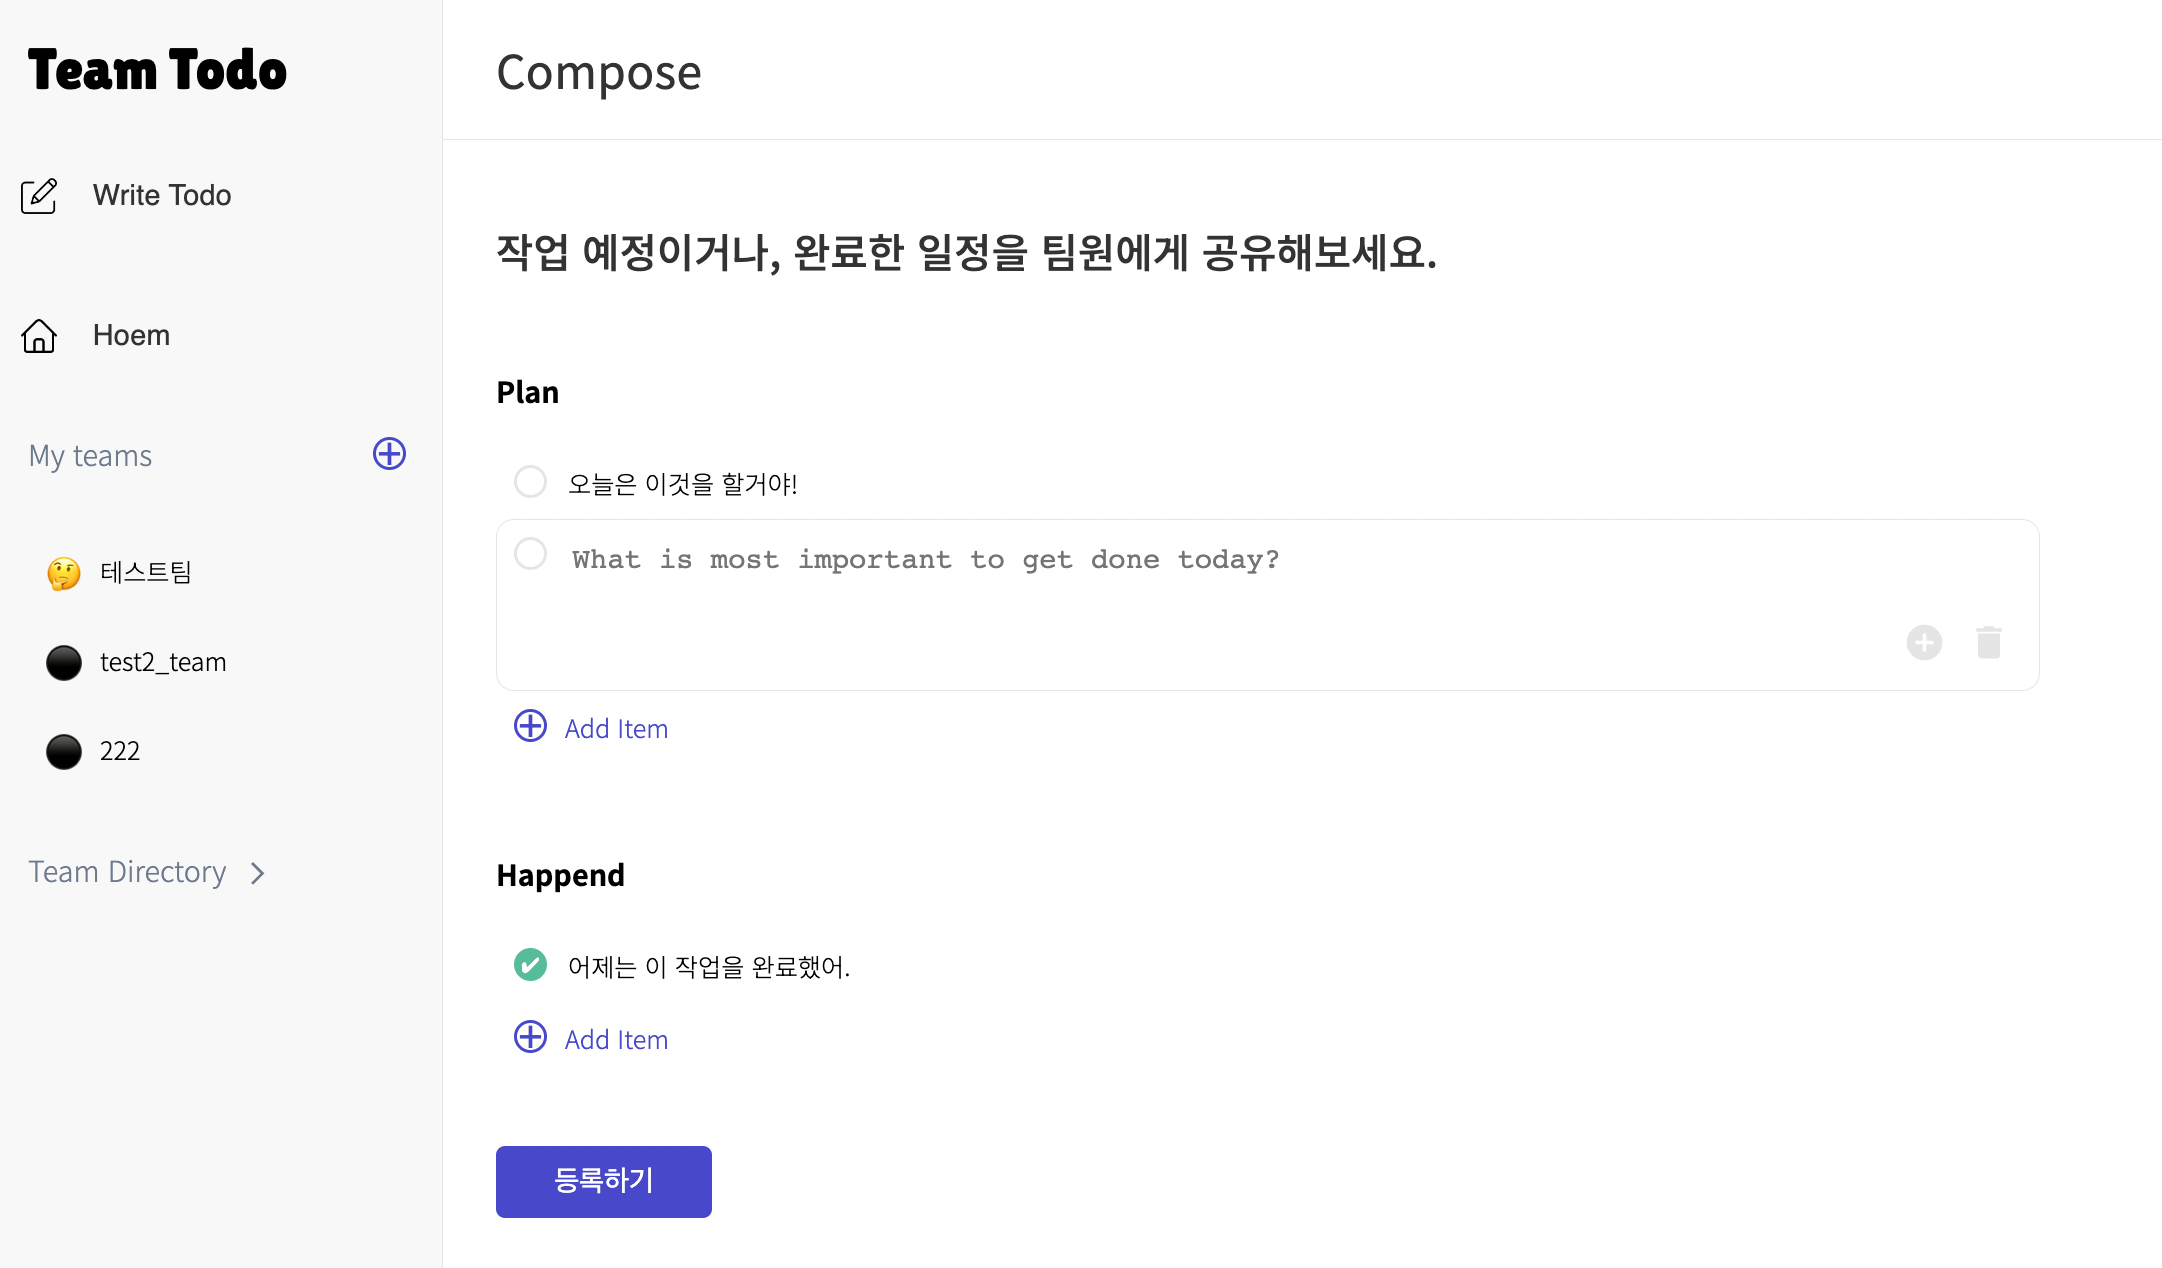 Team Todo
Write Todo
Hoem
My teams
테스트팀
test2_team
222
Team Directory
Compose
작업 예정이거나, 완료한 일정을 팀원에게 공유해보세요.
Plan
오늘은 이것을 할거야!
What is most important to get done today?
Add Item
Happend
어제는 이 작업을 완료했어.
Add Item
등록하기